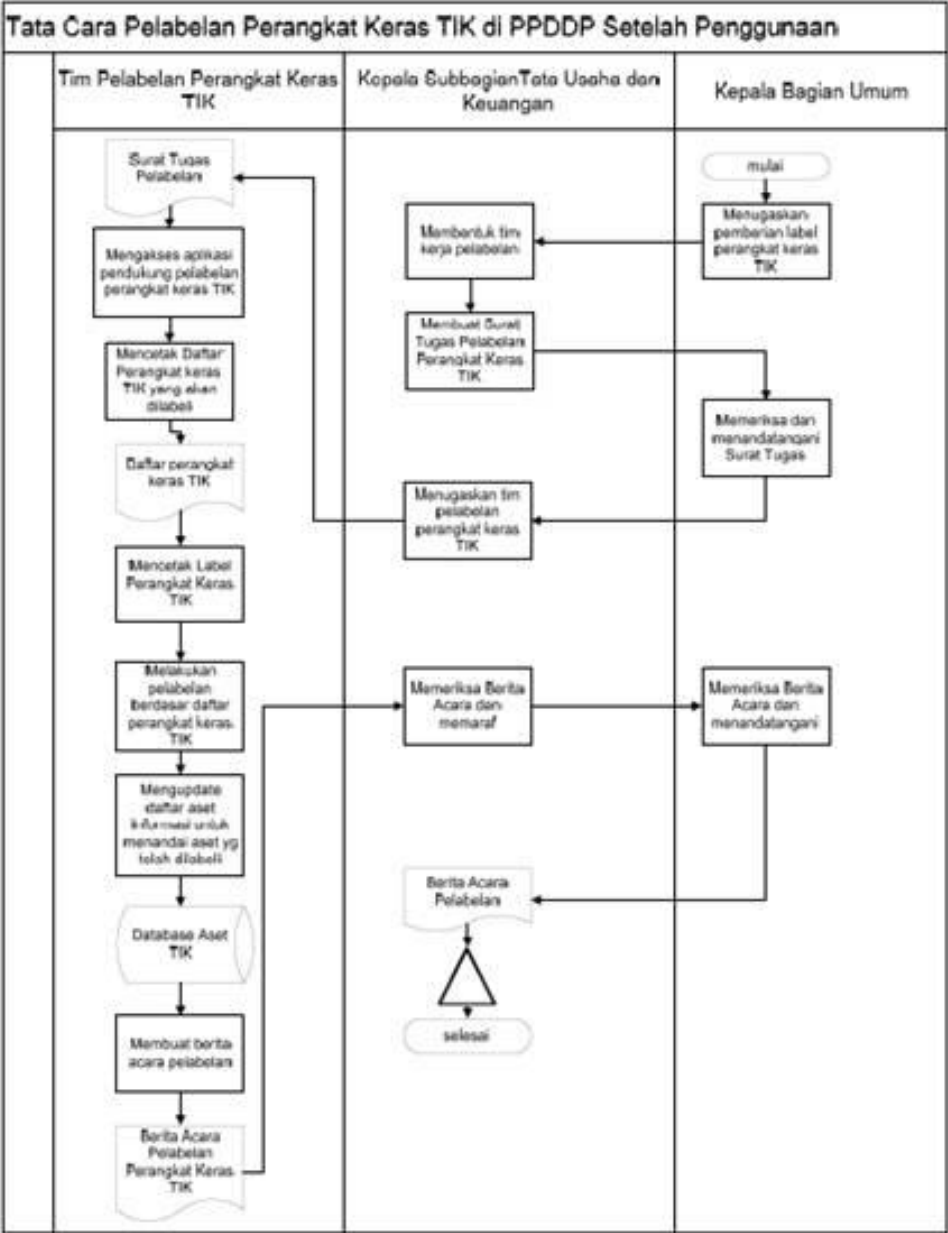 Tata Cara Pelabelan Perangkat Keras TIK di PPDDP Setelah Penggunaan
Tim Pelabelan Perangkat Keras
TIK
Kepala Subbagian Tata Usaha dan
Keuangan
Kepala Bagian Umum
mulai
Menugaskan
pemberian label
perangkat keras
TIK
Membentuk tim
kerja pelabelan
Membuat Surat
Tugas Pelabelan
Perangkat Keras
TIK
Memeriksa dan
menandatangani
Surat Tugas
Menugaskan tim
pelabelan
perangkat keras
TIK
Surat Tugas
Pelabelan
Mengakses aplikasi
pendukung pelabelan
perangkat keras TIK
Mencetak Daftar
Perangkat keras
TIK yang akan
dilabeli
Daftar perangkat
keras TIK
Mencetak Label
Perangkat Keras
TIK
Melakukan
pelabelan
berdasar daftar
perangkat keras
TIK
Mengupdate
daftar aset
informasi untuk
menandai aset yg
telah dilabeli
Database Aset
TIK
Membuat berita
acara pelabelan
Berita Acara
Pelabelan
Perangkat Keras
TIK
Memeriksa Berita
Acara dan
memaraf
Memeriksa Berita
Acara dan
menandatangani
Berita Acara
Pelabelan
selesai